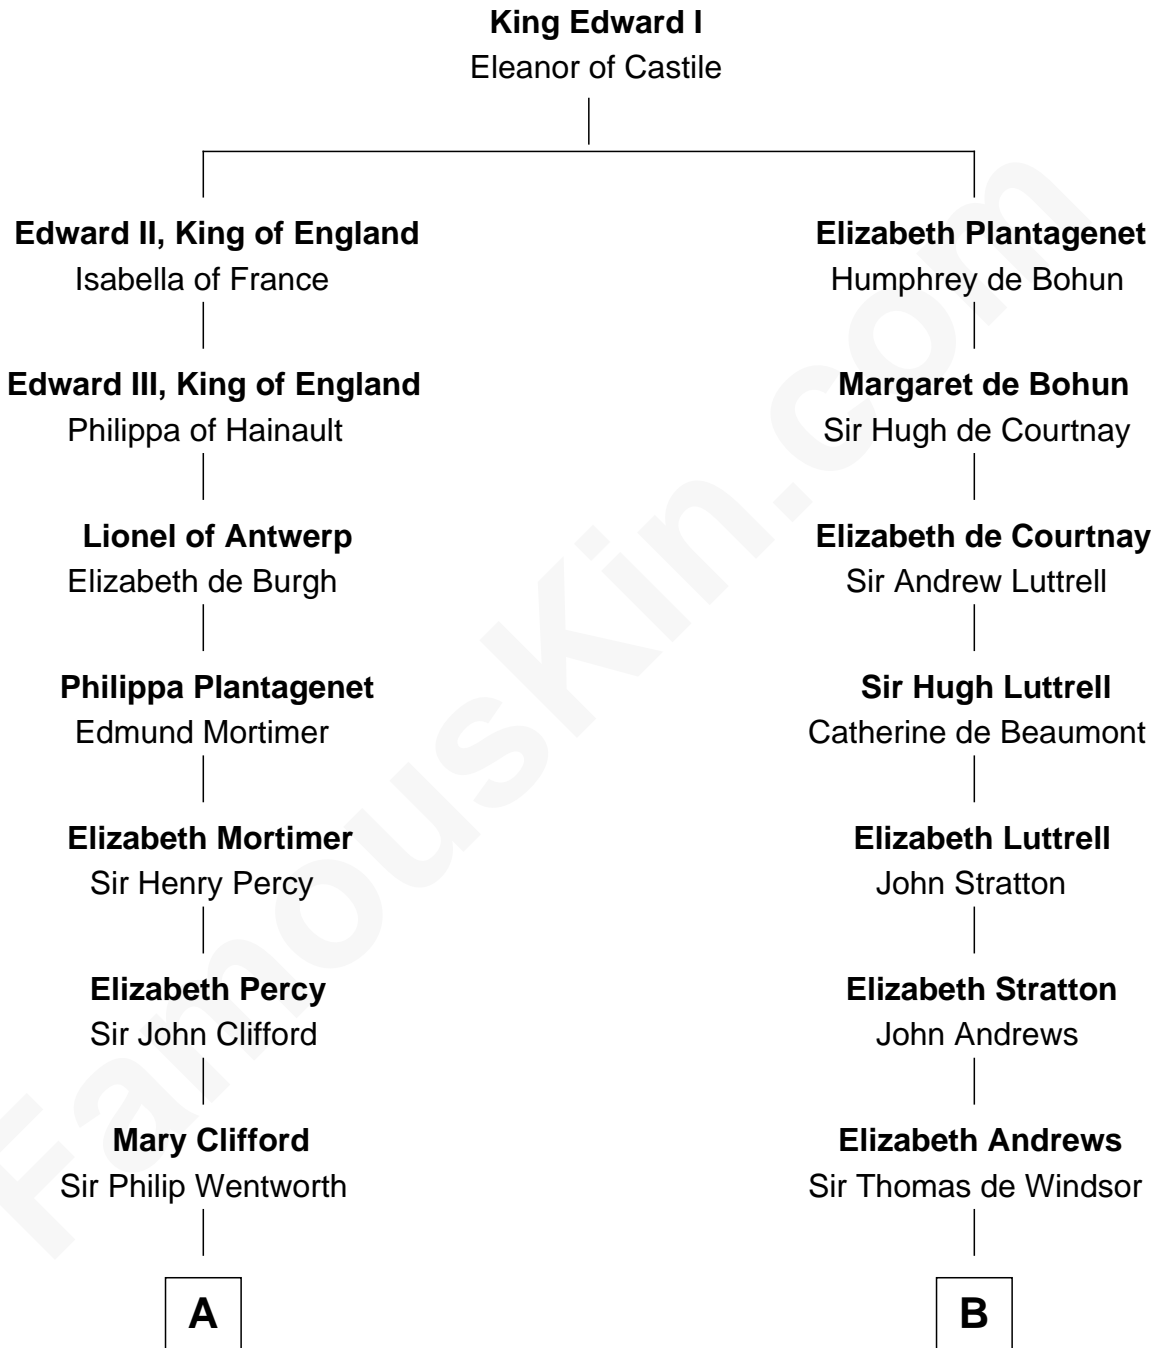 King Edward I
Eleanor of Castile
Edward II, King of England
Isabella of France
Elizabeth Plantagenet
Humphrey de Bohun
Edward III, King of England
Philippa of Hainault
Margaret de Bohun
Sir Hugh de Courtnay
Lionel of Antwerp
Elizabeth de Burgh
Elizabeth de Courtnay
Sir Andrew Luttrell
Philippa Plantagenet
Edmund Mortimer
Sir Hugh Luttrell
Catherine de Beaumont
Elizabeth Mortimer
Sir Henry Percy
Elizabeth Luttrell
John Stratton
Elizabeth Percy
Sir John Clifford
Elizabeth Stratton
John Andrews
Mary Clifford
Sir Philip Wentworth
Elizabeth Andrews
Sir Thomas de Windsor
A
B
FamousKin.com